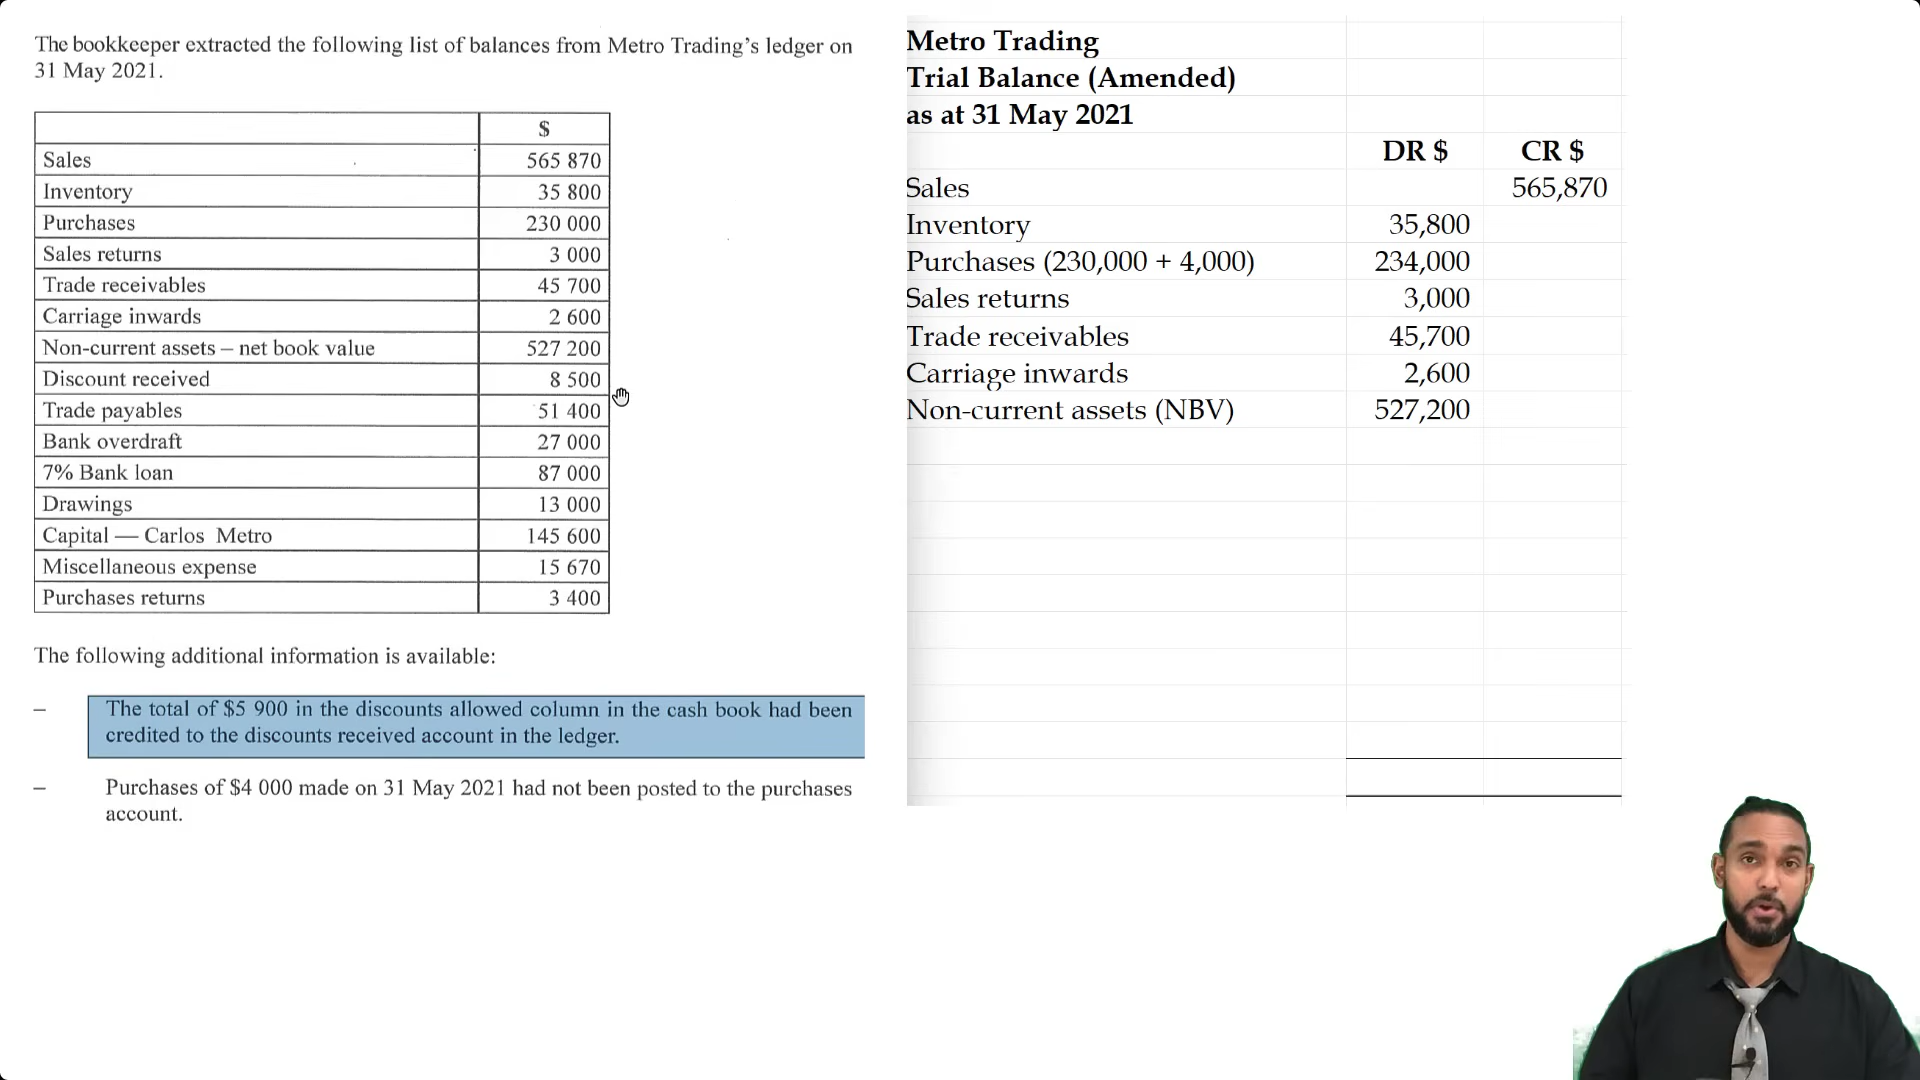 The bookkeeper extracted the following list of balances from Metro Trading's ledger on
31 May 2021.
$
Sales 565 870
Inventory 35 800
Purchases 230 000
Sales returns 3 000
Trade receivables 45 700
Carriage inwards 2 600
Non-current assets – net book value 527 200
Discount received 8 500
Trade payables 51 400
Bank overdraft 27 000
7% Bank loan 87 000
Drawings 13 000
Capital — Carlos Metro 145 600
Miscellaneous expense 15 670
Purchases returns 3 400
The following additional information is available:
– The total of $5 900 in the discounts allowed column in the cash book had been
credited to the discounts received account in the ledger.
– Purchases of $4 000 made on 31 May 2021 had not been posted to the purchases
account.
Metro Trading
Trial Balance (Amended)
as at 31 May 2021
DR $ CR $
Sales 565,870
Inventory 35,800
Purchases (230,000 + 4,000) 234,000
Sales returns 3,000
Trade receivables 45,700
Carriage inwards 2,600
Non-current assets (NBV) 527,200